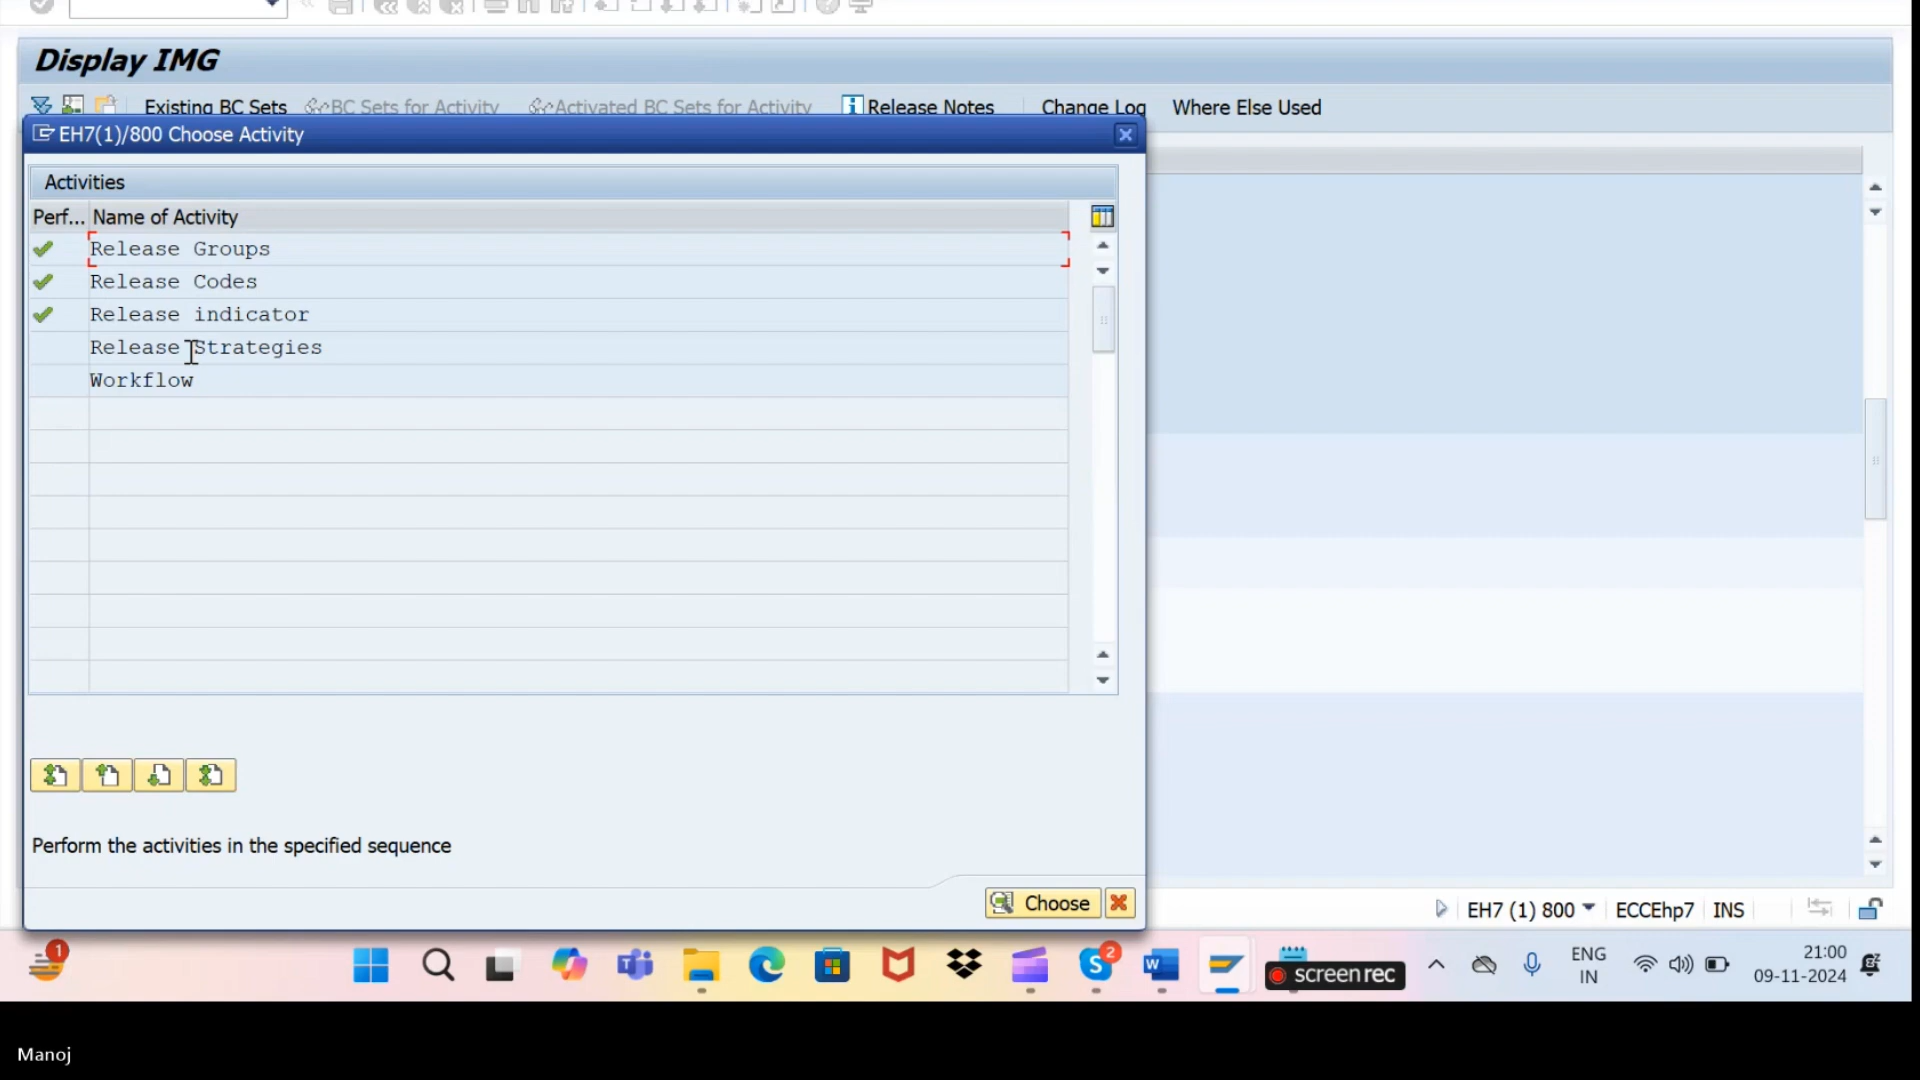 Display IMG
Existing BC Sets BC Sets for Activity Activated BC Sets for Activity Release Notes Change Log Where Else Used
EH7(1)/800 Choose Activity
Activities
Perf... Name of Activity
Release Groups
Release Codes
Release indicator
Release Strategies
Workflow
Perform the activities in the specified sequence
Choose
EH7 (1) 800 ECCEhp7 INS
1
2
screenrec
ENG
IN
21:00
09-11-2024
Manoj